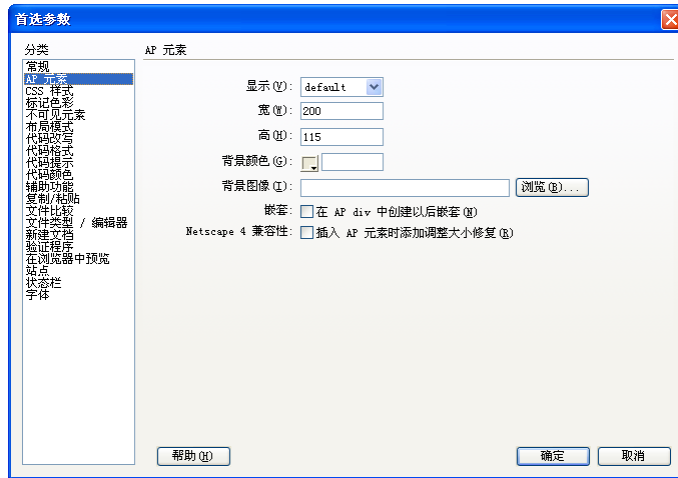 首选参数
分类
常规
AP 元素
CSS 样式
标记色彩
不可见元素
布局模式
代码改写
代码格式
代码提示
代码颜色
辅助功能
复制/粘贴
文件比较
文件类型 / 编辑器
新建文档
验证程序
在浏览器中预览
站点
状态栏
字体
AP 元素
显示(V): default
宽(W): 200
高(H): 115
背景颜色(G):
背景图像(I): 浏览(B)...
嵌套: 在 AP div 中创建以后嵌套(N)
Netscape 4 兼容性: 插入 AP 元素时添加调整大小修复(R)
帮助(H) 确定 取消